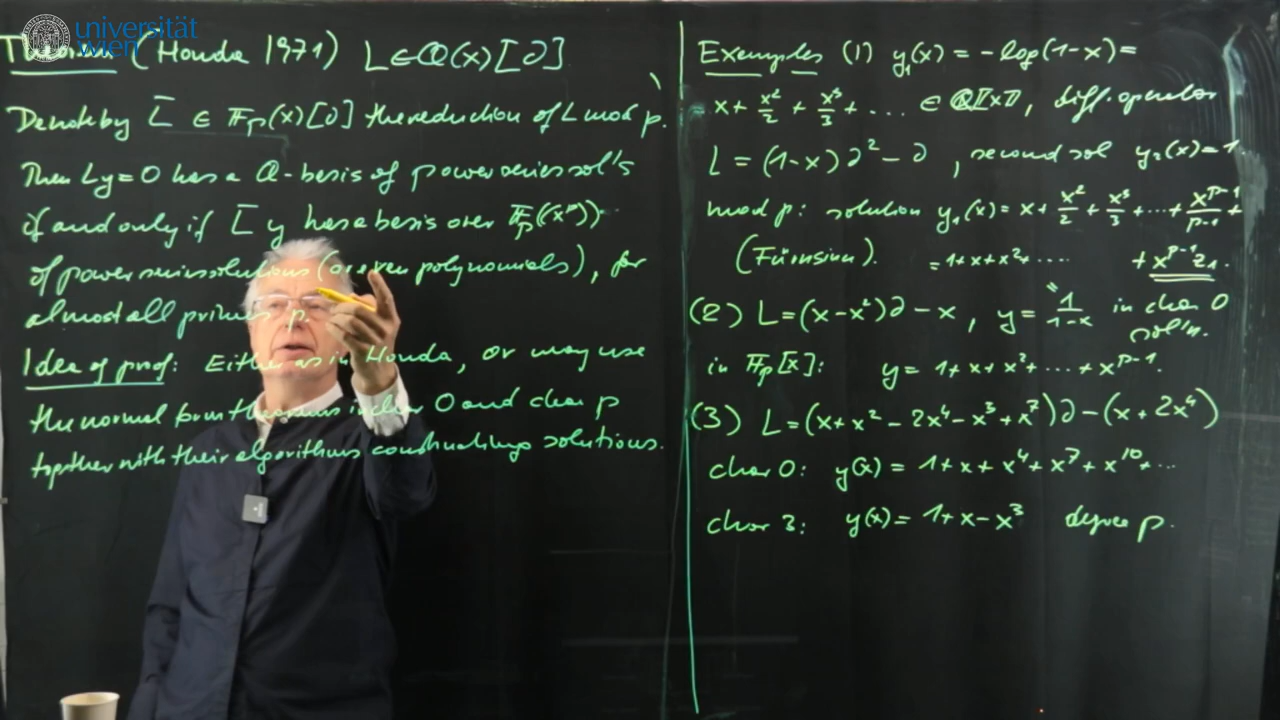 universität
wien
Theorem (Honda 1971) L ∈ Q(x)[∂]
Denote by L̄ ∈ F_p(x)[∂] the reduction of L mod p.
Then Ly=0 has a Q-basis of power series sol's
if and only if L̄y has a basis over F_p((x^p))
of power series solutions (or even polynomials), for
almost all primes p.
Idea of proof: Either as in Honda, or may use
the normal form theorems in char 0 and char p
together with their algorithms constructing solutions.
Examples (1) y₁(x) = -log(1-x) =
x + x²/2 + x³/3 + ... ∈ Q[[x]], diff. operator
L = (1-x)∂² - ∂, second sol y₂(x)=1
mod p: solution y₁(x) = x + x²/2 + x³/3 + ... + x^{p-1}/(p-1) +
(Fürnsinn). = 1+x+x²+ .... + x^{p-1}z₁.
(2) L=(x-x²)∂ - x, y = "1/(1-x) in char 0
sol'n.
in F_p[x]: y = 1+x+x²+ ... + x^{p-1}.
(3) L=(x+x²-2x⁴-x⁵+x⁷)∂-(x+2x⁴)
char 0: y(x) = 1+x+x⁴+x⁷+x¹⁰+...
char 3: y(x) = 1+x-x³ degree p.